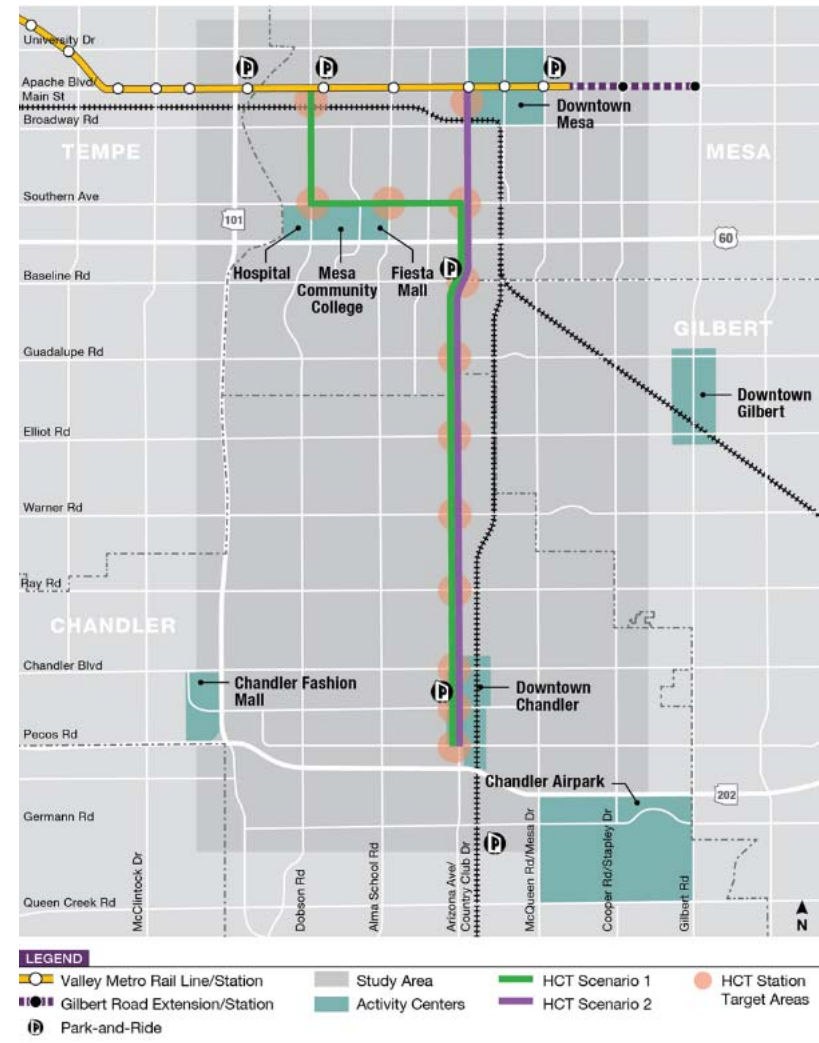 University Dr
Apache Blvd/
Main St
Broadway Rd
Downtown
Mesa
TEMPE
MESA
Southern Ave
101
60
Hospital
Mesa
Community
College
Fiesta
Mall
Baseline Rd
GILBERT
Guadalupe Rd
Downtown
Gilbert
Elliot Rd
Warner Rd
Ray Rd
CHANDLER
Chandler Blvd
Chandler Fashion
Mall
Downtown
Chandler
Pecos Rd
Chandler Airpark
202
Germann Rd
McClintock Dr
Dobson Rd
Alma School Rd
Arizona Ave/
Country Club Dr
McQueen Rd/Mesa Dr
Cooper Rd/Stapley Dr
Gilbert Rd
Queen Creek Rd
N
LEGEND
Valley Metro Rail Line/Station
Study Area
HCT Scenario 1
HCT Station
Target Areas
Gilbert Road Extension/Station
Activity Centers
HCT Scenario 2
Park-and-Ride